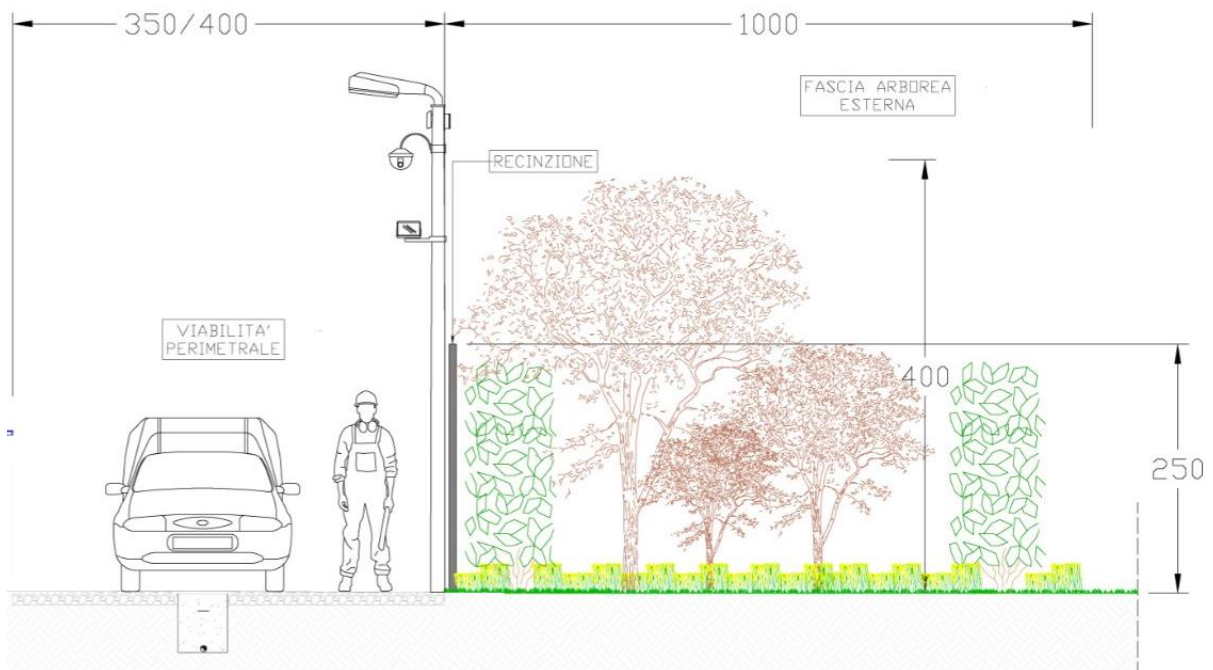 350/400
1000
FASCIA ARBOREA
ESTERNA
RECINZIONE
VIABILITA'
PERIMETRALE
400
250